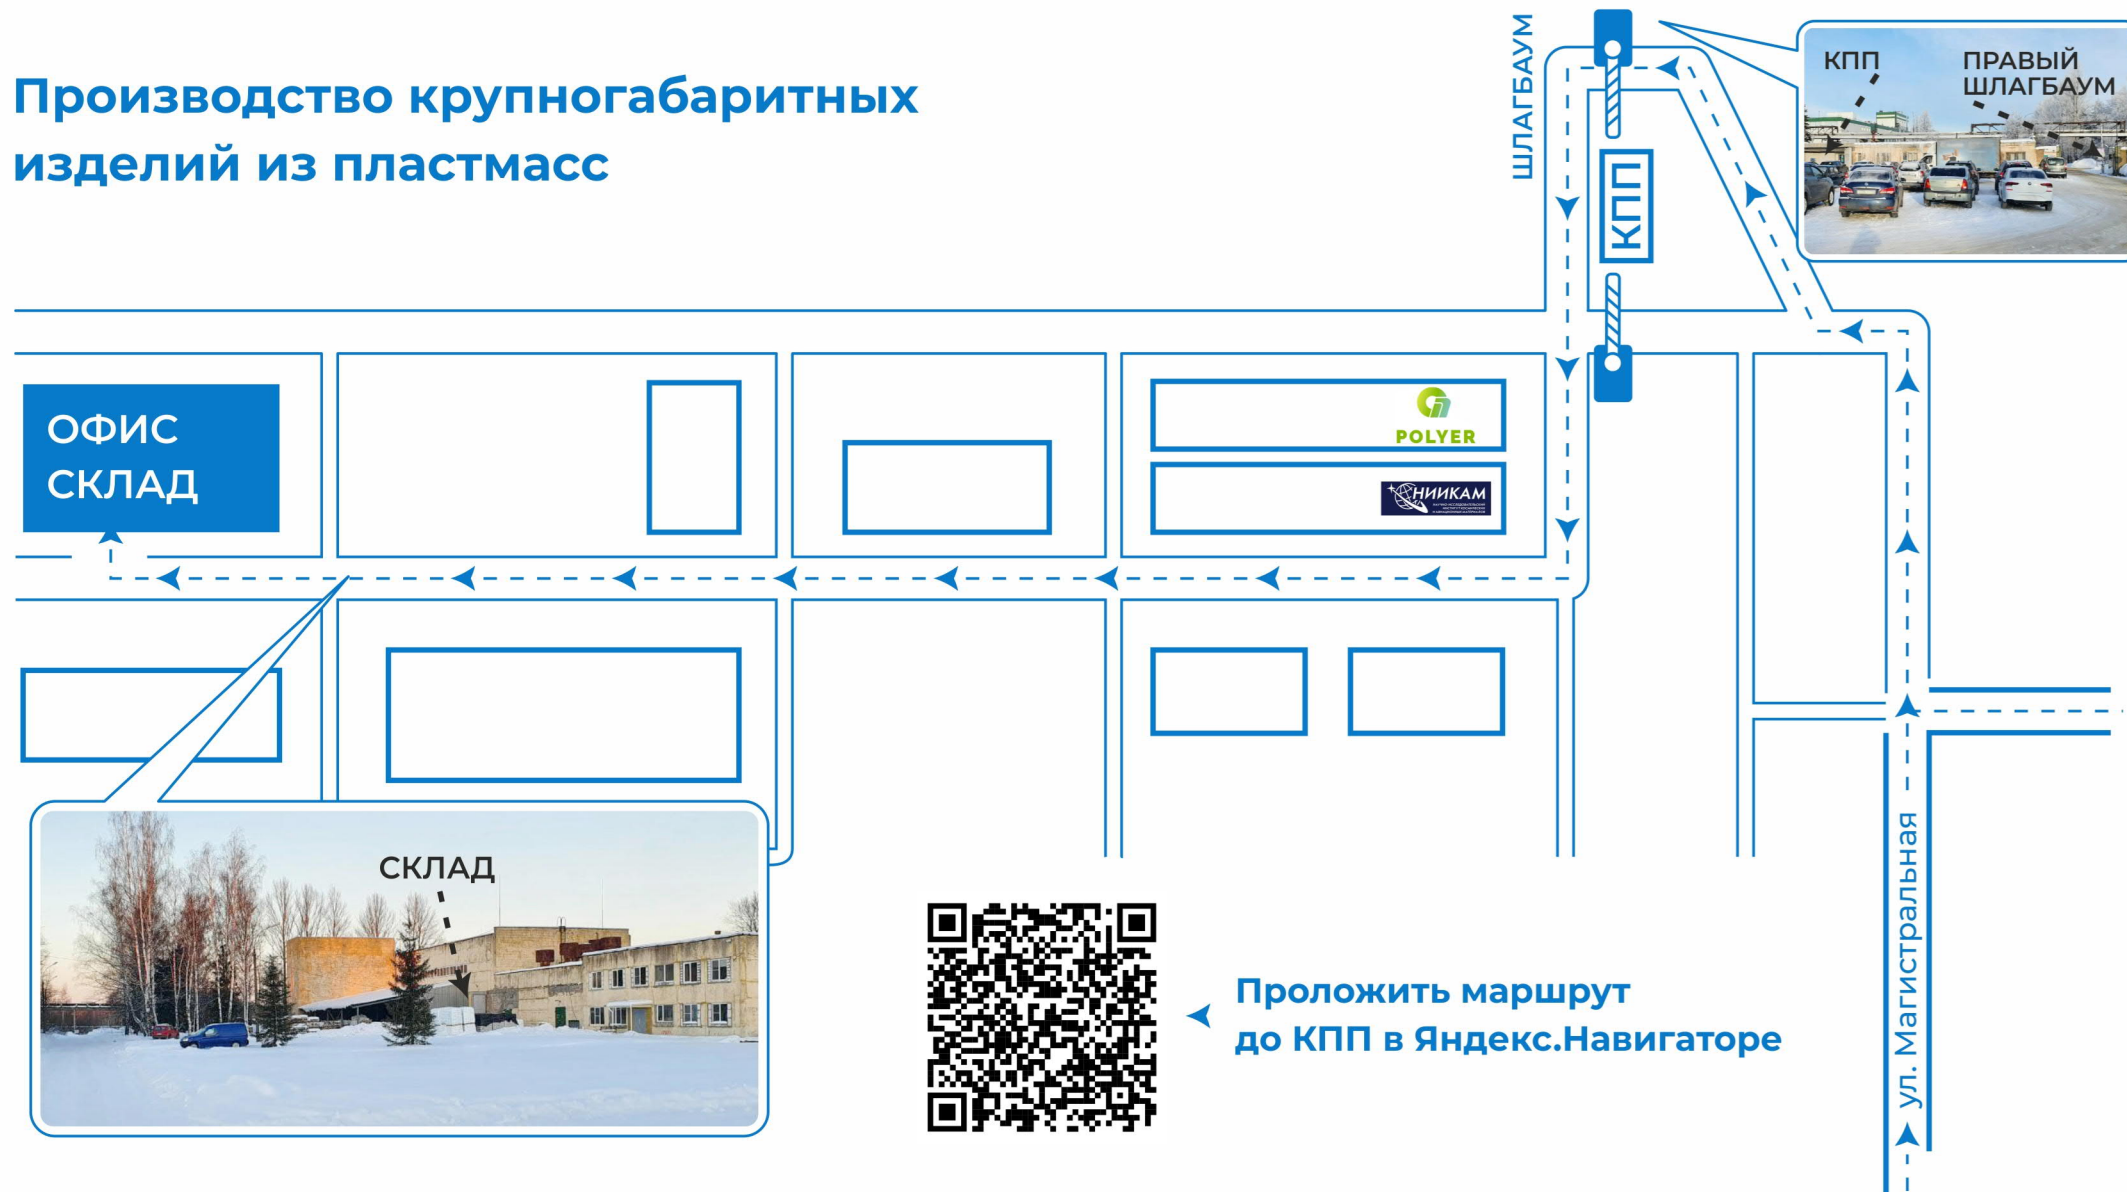 Производство крупногабаритных
изделий из пластмасс
ШЛАГБАУМ
КПП
ПРАВЫЙ
ШЛАГБАУМ
КПП
ОФИС
СКЛАД
POLYER
НИИКАМ
СКЛАД
Проложить маршрут
до КПП в Яндекс.Навигаторе
ул. Магистральная